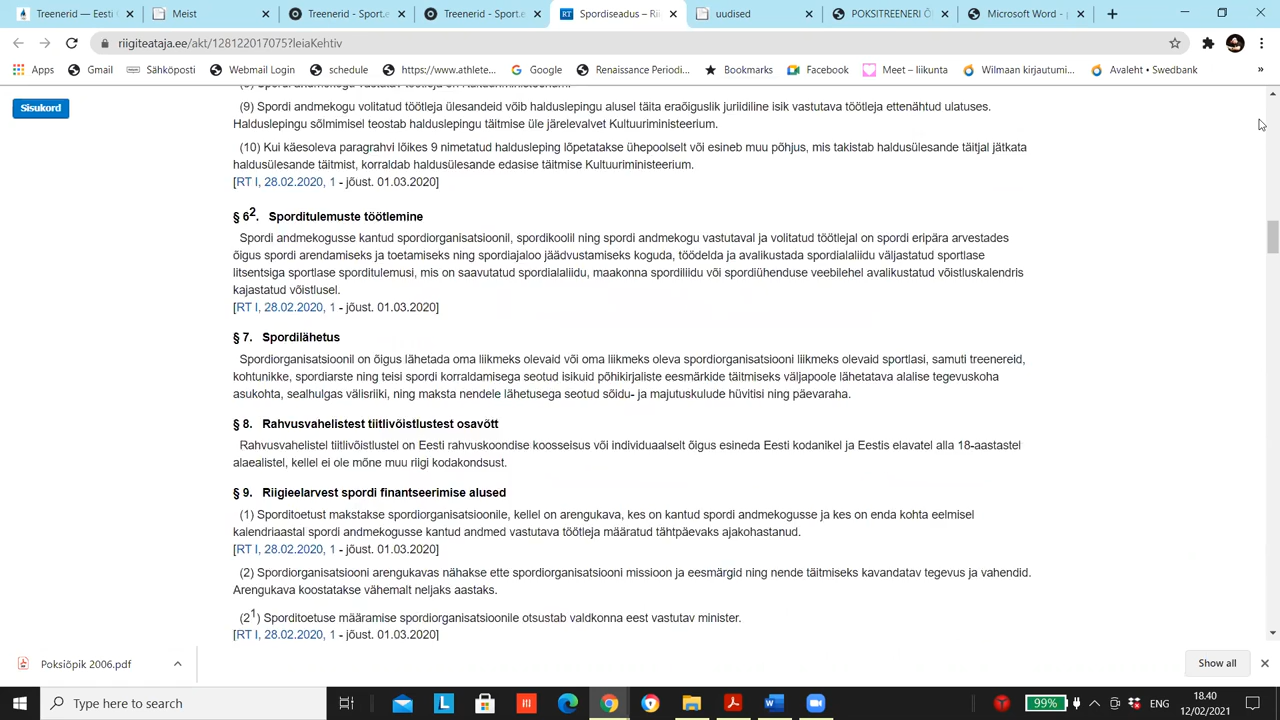 Treenerid — Eesti O
Meist
Treenerid - Sport.e
Treenerid - Sport.e
Spordiseadus – Ri
uudised
POKSITREENERI Õ
Microsoft Word - p
riigiteataja.ee/akt/128122017075?leiaKehtiv
Apps
Gmail
Sähköposti
Webmail Login
schedule
https://www.athlete...
Google
Renaissance Periodi...
Bookmarks
Facebook
Meet – liikunta
Wilmaan kirjautumi...
Avaleht • Swedbank
»
Sisukord
(9) Spordi andmekogu volitatud töötleja ülesandeid võib halduslepingu alusel täita eraõiguslik juriidiline isik vastutava töötleja ettenähtud ulatuses.
Halduslepingu sõlmimisel teostab halduslepingu täitmise üle järelevalvet Kultuuriministeerium.
(10) Kui käesoleva paragrahvi lõikes 9 nimetatud haldusleping lõpetatakse ühepoolselt või esineb muu põhjus, mis takistab haldusülesande täitjal jätkata
haldusülesande täitmist, korraldab haldusülesande edasise täitmise Kultuuriministeerium.
[RT I, 28.02.2020, 1 - jõust. 01.03.2020]
§ 6². Sporditulemuste töötlemine
Spordi andmekogusse kantud spordiorganisatsioonil, spordikoolil ning spordi andmekogu vastutaval ja volitatud töötlejal on spordi eripära arvestades
õigus spordi arendamiseks ja toetamiseks ning spordiajaloo jäädvustamiseks koguda, töödelda ja avalikustada spordialaliidu väljastatud sportlase
litsentsiga sportlase sporditulemusi, mis on saavutatud spordialaliidu, maakonna spordiliidu või spordiühenduse veebilehel avalikustatud võistluskalendris
kajastatud võistlusel.
[RT I, 28.02.2020, 1 - jõust. 01.03.2020]
§ 7. Spordilähetus
Spordiorganisatsioonil on õigus lähetada oma liikmeks olevaid või oma liikmeks oleva spordiorganisatsiooni liikmeks olevaid sportlasi, samuti treenereid,
kohtunikke, spordiarste ning teisi spordi korraldamisega seotud isikuid põhikirjaliste eesmärkide täitmiseks väljapoole lähetatava alalise tegevuskoha
asukohta, sealhulgas välisriiki, ning maksta nendele lähetusega seotud sõidu- ja majutuskulude hüvitisi ning päevaraha.
§ 8. Rahvusvahelistest tiitlivõistlustest osavõtt
Rahvusvahelistel tiitlivõistlustel on Eesti rahvuskoondise koosseisus või individuaalselt õigus esineda Eesti kodanikel ja Eestis elavatel alla 18-aastastel
alaealistel, kellel ei ole mõne muu riigi kodakondsust.
§ 9. Riigieelarvest spordi finantseerimise alused
(1) Sporditoetust makstakse spordiorganisatsioonile, kellel on arengukava, kes on kantud spordi andmekogusse ja kes on enda kohta eelmisel
kalendriaastal spordi andmekogusse kantud andmed vastutava töötleja määratud tähtpäevaks ajakohastanud.
[RT I, 28.02.2020, 1 - jõust. 01.03.2020]
(2) Spordiorganisatsiooni arengukavas nähakse ette spordiorganisatsiooni missioon ja eesmärgid ning nende täitmiseks kavandatav tegevus ja vahendid.
Arengukava koostatakse vähemalt neljaks aastaks.
(2¹) Sporditoetuse määramise spordiorganisatsioonile otsustab valdkonna eest vastutav minister.
[RT I, 28.02.2020, 1 - jõust. 01.03.2020]
Poksiõpik 2006.pdf
Show all
Type here to search
99%
ENG
18.40
12/02/2021